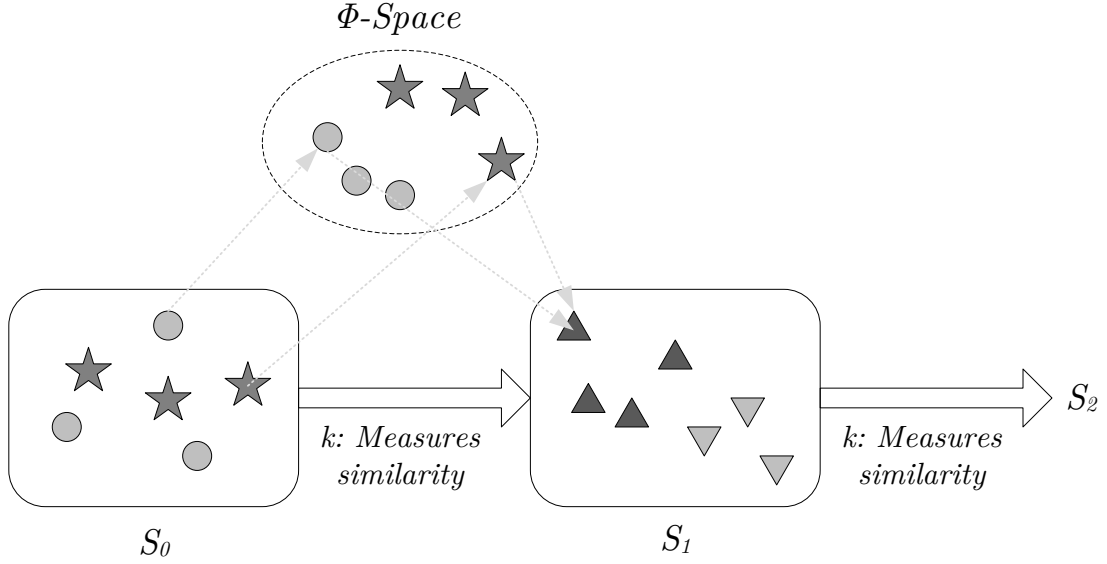 Φ-Space
k: Measures
similarity
k: Measures
similarity
S2
S0
S1